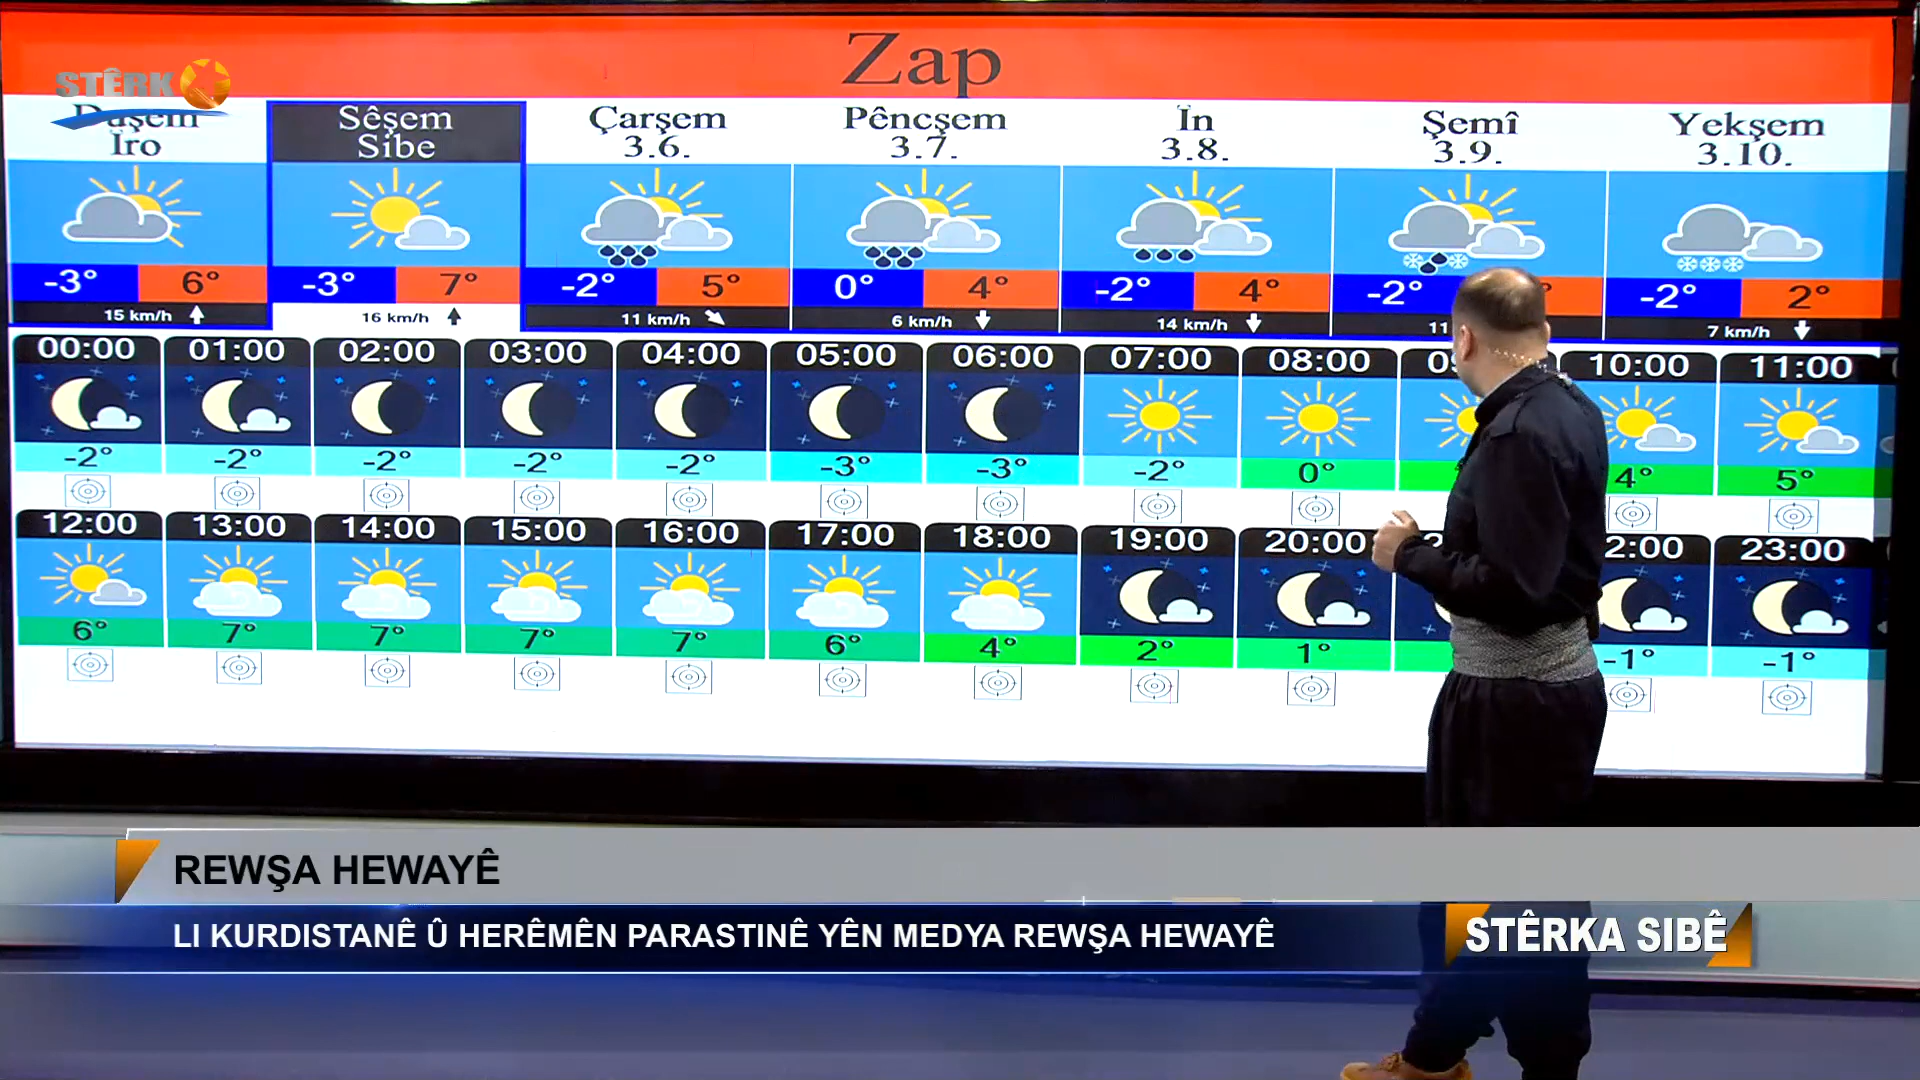 Zap
STÊRK
Duşem Sêşem Çarşem Pêncşem În Şemî Yekşem
Îro Sibe 3.6. 3.7. 3.8. 3.9. 3.10.
-3° 6° -3° 7° -2° 5° 0° 4° -2° 4° -2° ° -2° 2°
15 km/h 16 km/h 11 km/h 6 km/h 14 km/h 11 7 km/h
00:00 01:00 02:00 03:00 04:00 05:00 06:00 07:00 08:00 10:00 11:00
-2° -2° -2° -2° -2° -3° -3° -2° 0° 4° 5°
12:00 13:00 14:00 15:00 16:00 17:00 18:00 19:00 20:00 2:00 23:00
6° 7° 7° 7° 7° 6° 4° 2° 1° -1° -1°
REWŞA HEWAYÊ
LI KURDISTANÊ Û HERÊMÊN PARASTINÊ YÊN MEDYA REWŞA HEWAYÊ
STÊRKA SIBÊ